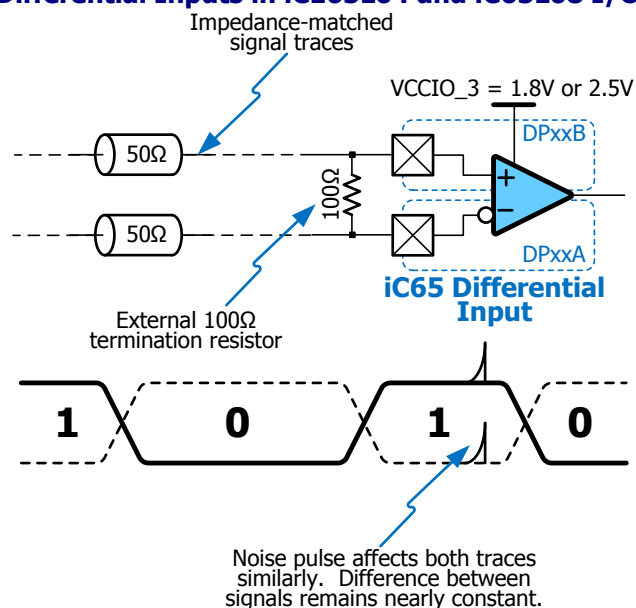 Impedance-matched
signal traces
VCCIO_3 = 1.8V or 2.5V
DPxxB
50Ω
100Ω
+
50Ω
−
DPxxA
iC65 Differential
Input
External 100Ω
termination resistor
1 0 1 0
Noise pulse affects both traces
similarly. Difference between
signals remains nearly constant.